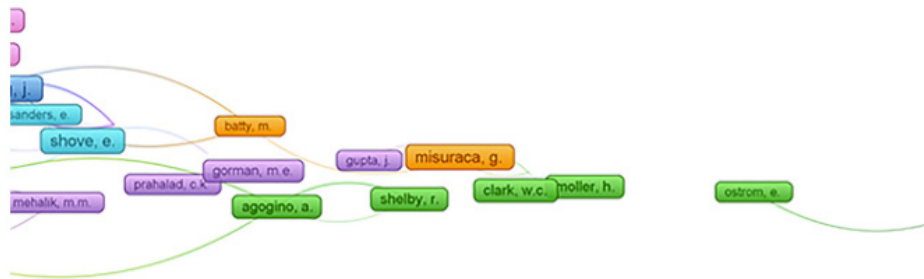 j.
sanders, e.
shove, e.
batty, m.
gupta, j.
misuraca, g.
gorman, m.e.
prahalad, c.k.
clark, w.c.
moller, h.
ostrom, e.
mehalik, m.m.
agogino, a.
shelby, r.